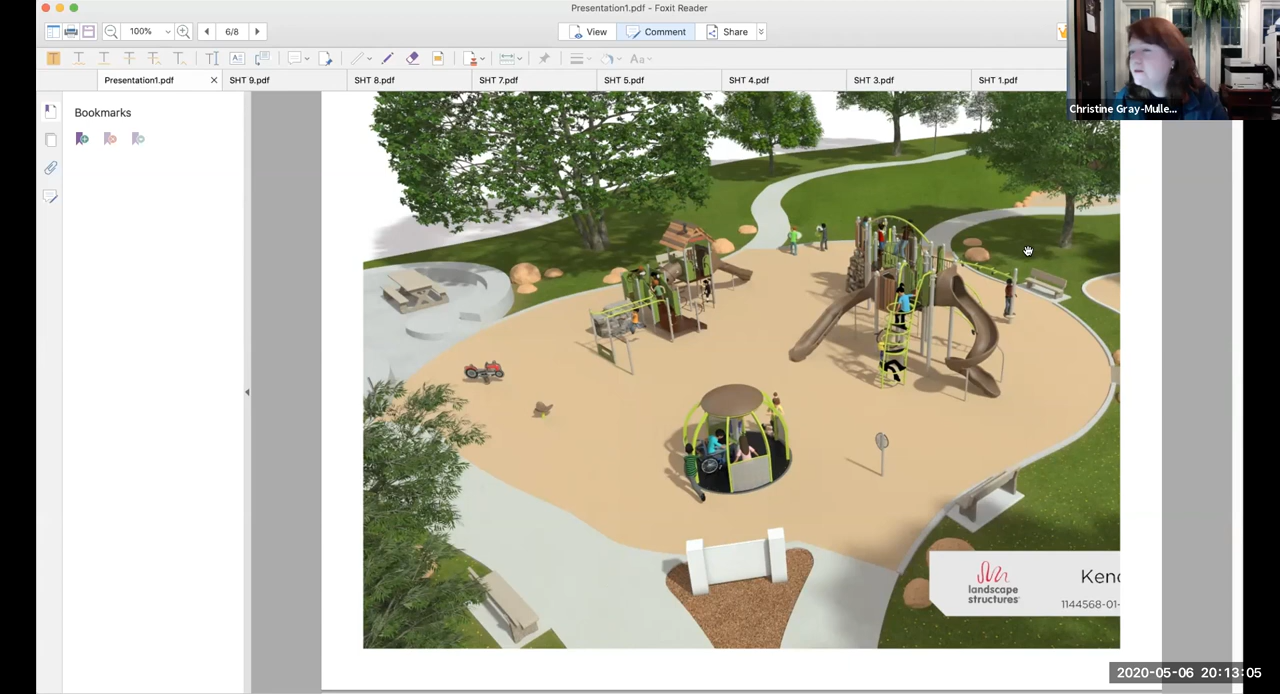 Presentation1.pdf - Foxit Reader
100%
6/8
View
Comment
Share
Presentation1.pdf
SHT 9.pdf
SHT 8.pdf
SHT 7.pdf
SHT 5.pdf
SHT 4.pdf
SHT 3.pdf
SHT 1.pdf
Christine Gray-Mulle...
Bookmarks
landscape
structures
Kenc
1144568-01-
2020-05-06 20:13:05